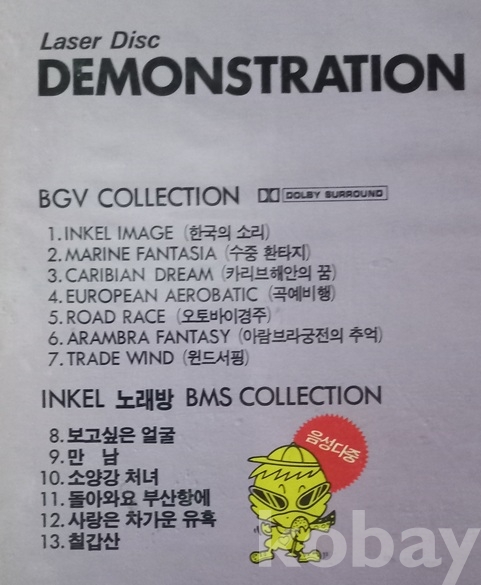 Laser Disc
DEMONSTRATION
BGV COLLECTION DOLBY SURROUND
1. INKEL IMAGE (한국의 소리)
2. MARINE FANTASIA (수중 환타지)
3. CARIBIAN DREAM (카리브해안의 꿈)
4. EUROPEAN AEROBATIC (곡예비행)
5. ROAD RACE (오토바이경주)
6. ARAMBRA FANTASY (아람브라궁전의 추억)
7. TRADE WIND (윈드서핑)
INKEL 노래방 BMS COLLECTION
8. 보고싶은 얼굴
9. 만 남
10. 소양강 처녀
11. 돌아와요 부산항에
12. 사랑은 차가운 유혹
13. 칠갑산
음성다중
kobay